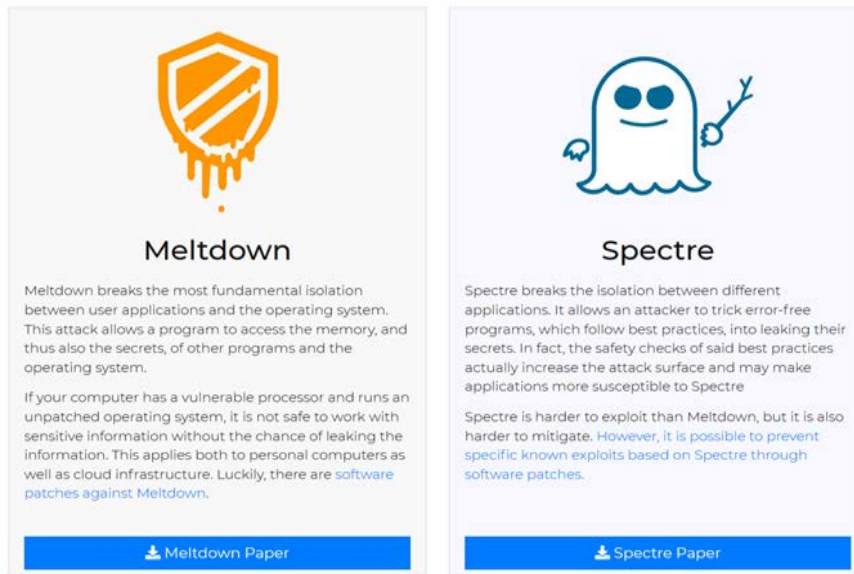 Meltdown
Meltdown breaks the most fundamental isolation
between user applications and the operating system.
This attack allows a program to access the memory, and
thus also the secrets, of other programs and the
operating system.
If your computer has a vulnerable processor and runs an
unpatched operating system, it is not safe to work with
sensitive information without the chance of leaking the
information. This applies both to personal computers as
well as cloud infrastructure. Luckily, there are software
patches against Meltdown.
Meltdown Paper
Spectre
Spectre breaks the isolation between different
applications. It allows an attacker to trick error-free
programs, which follow best practices, into leaking their
secrets. In fact, the safety checks of said best practices
actually increase the attack surface and may make
applications more susceptible to Spectre
Spectre is harder to exploit than Meltdown, but it is also
harder to mitigate. However, it is possible to prevent
specific known exploits based on Spectre through
software patches.
Spectre Paper